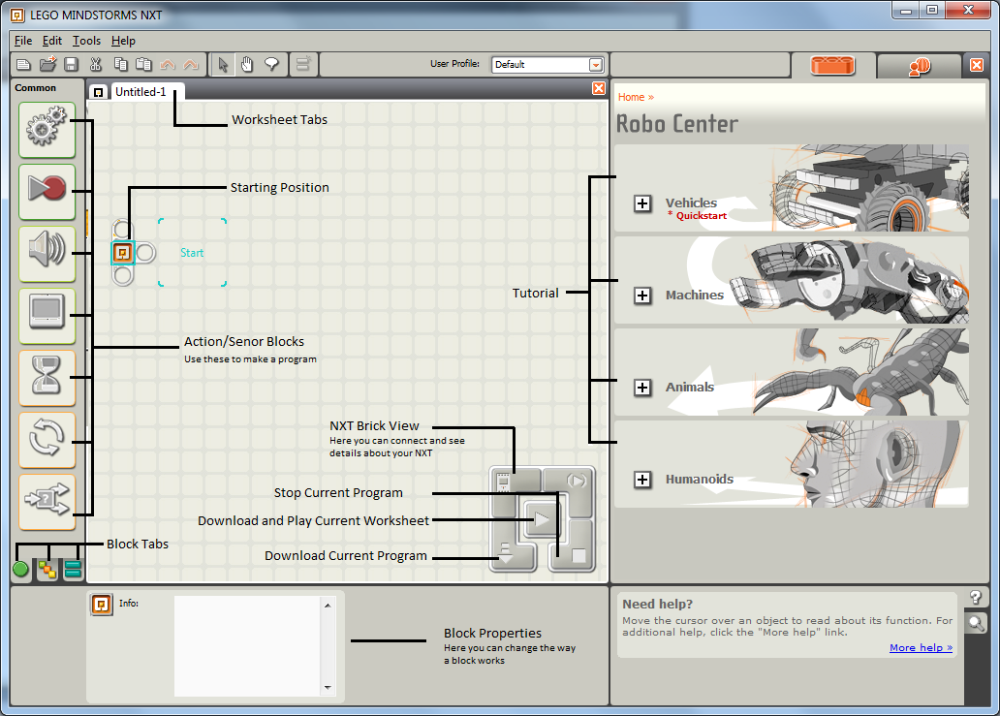 LEGO MINDSTORMS NXT
File Edit Tools Help
User Profile: Default
Common
Untitled-1
Worksheet Tabs
Starting Position
Start
Action/Senor Blocks
Use these to make a program
NXT Brick View
Here you can connect and see
details about your NXT
Stop Current Program
Download and Play Current Worksheet
Download Current Program
Block Tabs
Tutorial
Home »
Robo Center
Vehicles
* Quickstart
Machines
Animals
Humanoids
Info:
Block Properties
Here you can change the way
a block works
Need help?
Move the cursor over an object to read about its function. For
additional help, click the "More help" link.
More help »